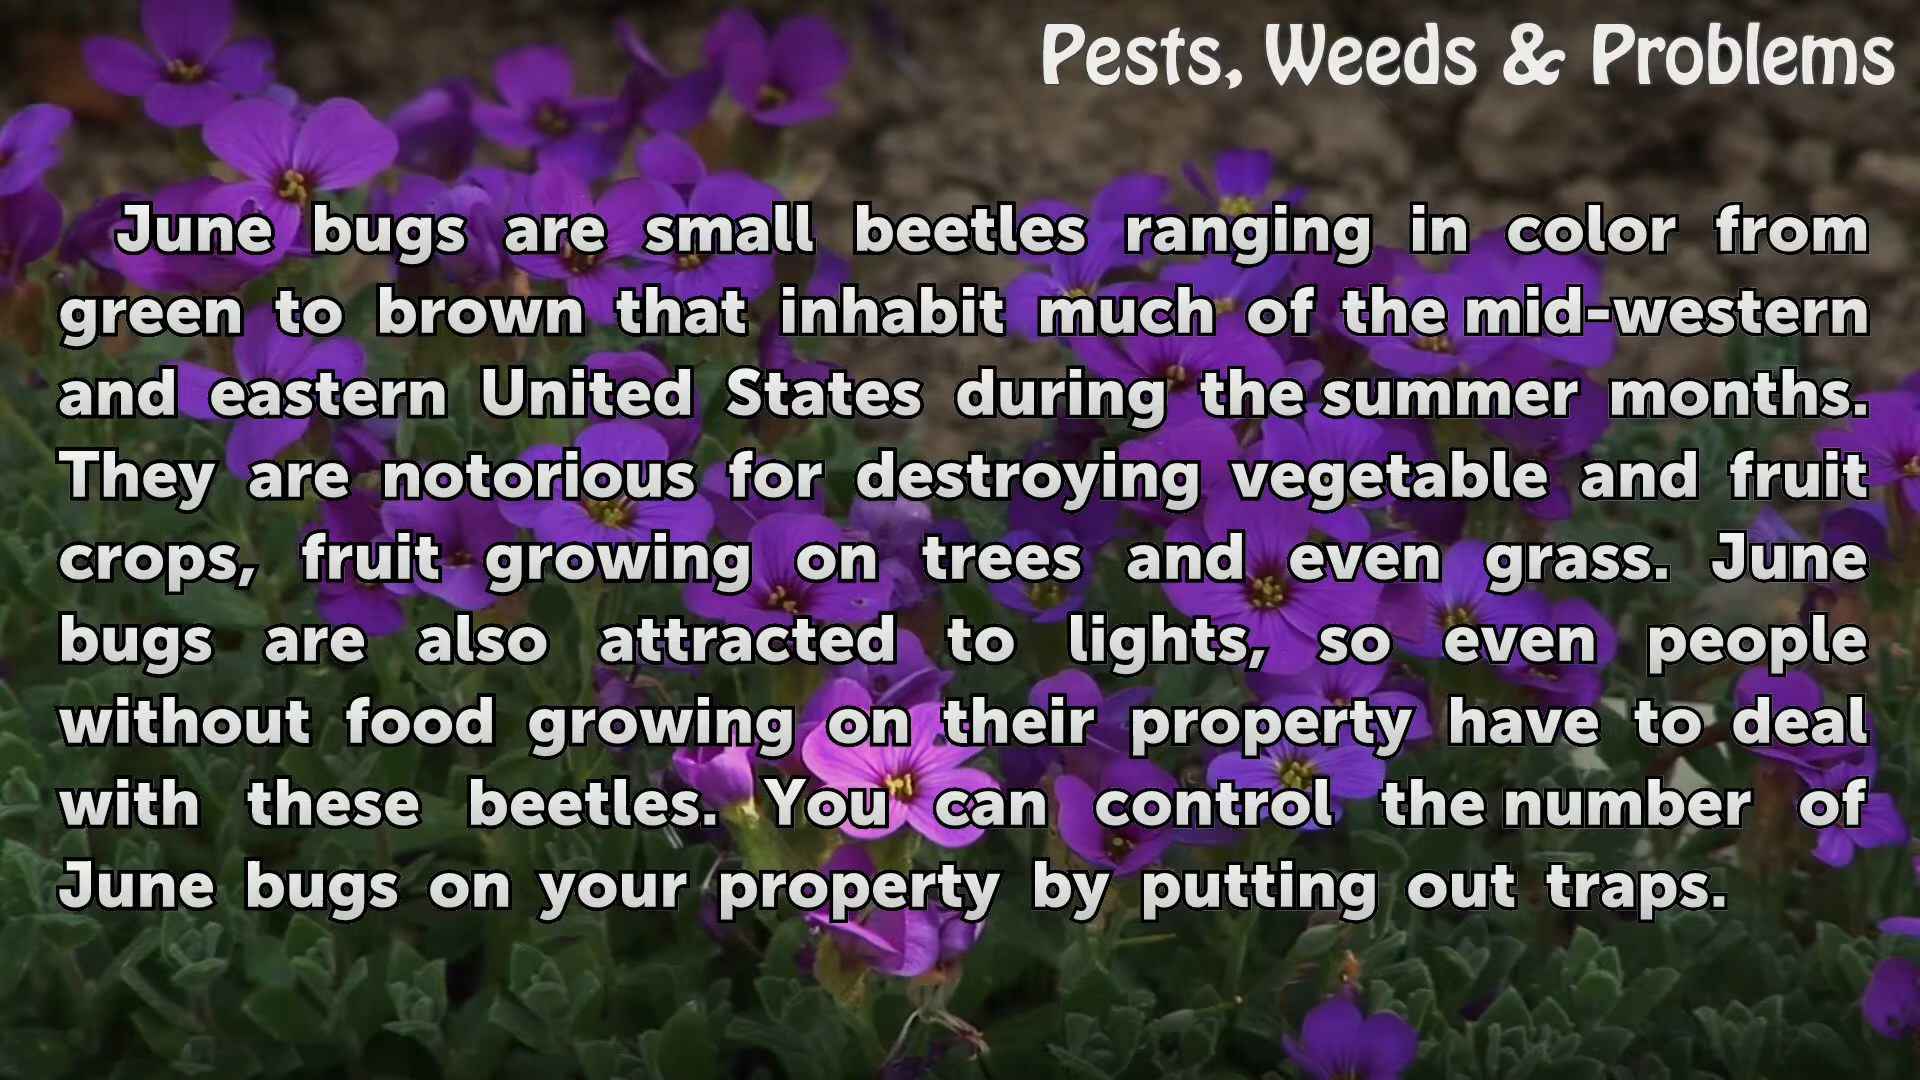 Pests, Weeds & Problems
June bugs are small beetles ranging in color from
green to brown that inhabit much of the mid-western
and eastern United States during the summer months.
They are notorious for destroying vegetable and fruit
crops, fruit growing on trees and even grass. June
bugs are also attracted to lights, so even people
without food growing on their property have to deal
with these beetles. You can control the number of
June bugs on your property by putting out traps.